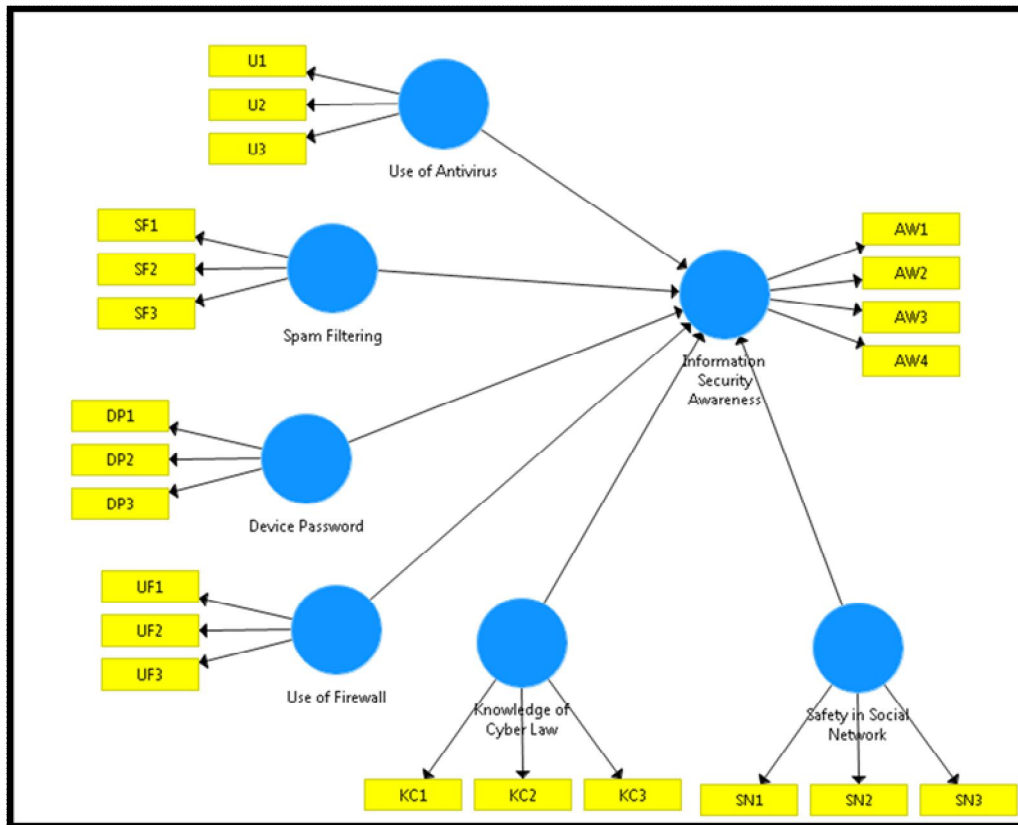 U1
U2
U3
Use of Antivirus
SF1
SF2
SF3
Spam Filtering
AW1
AW2
AW3
AW4
Information
Security
Awareness
DP1
DP2
DP3
Device Password
UF1
UF2
UF3
Use of Firewall
Knowledge of
Cyber Law
Safety in Social
Network
KC1
KC2
KC3
SN1
SN2
SN3